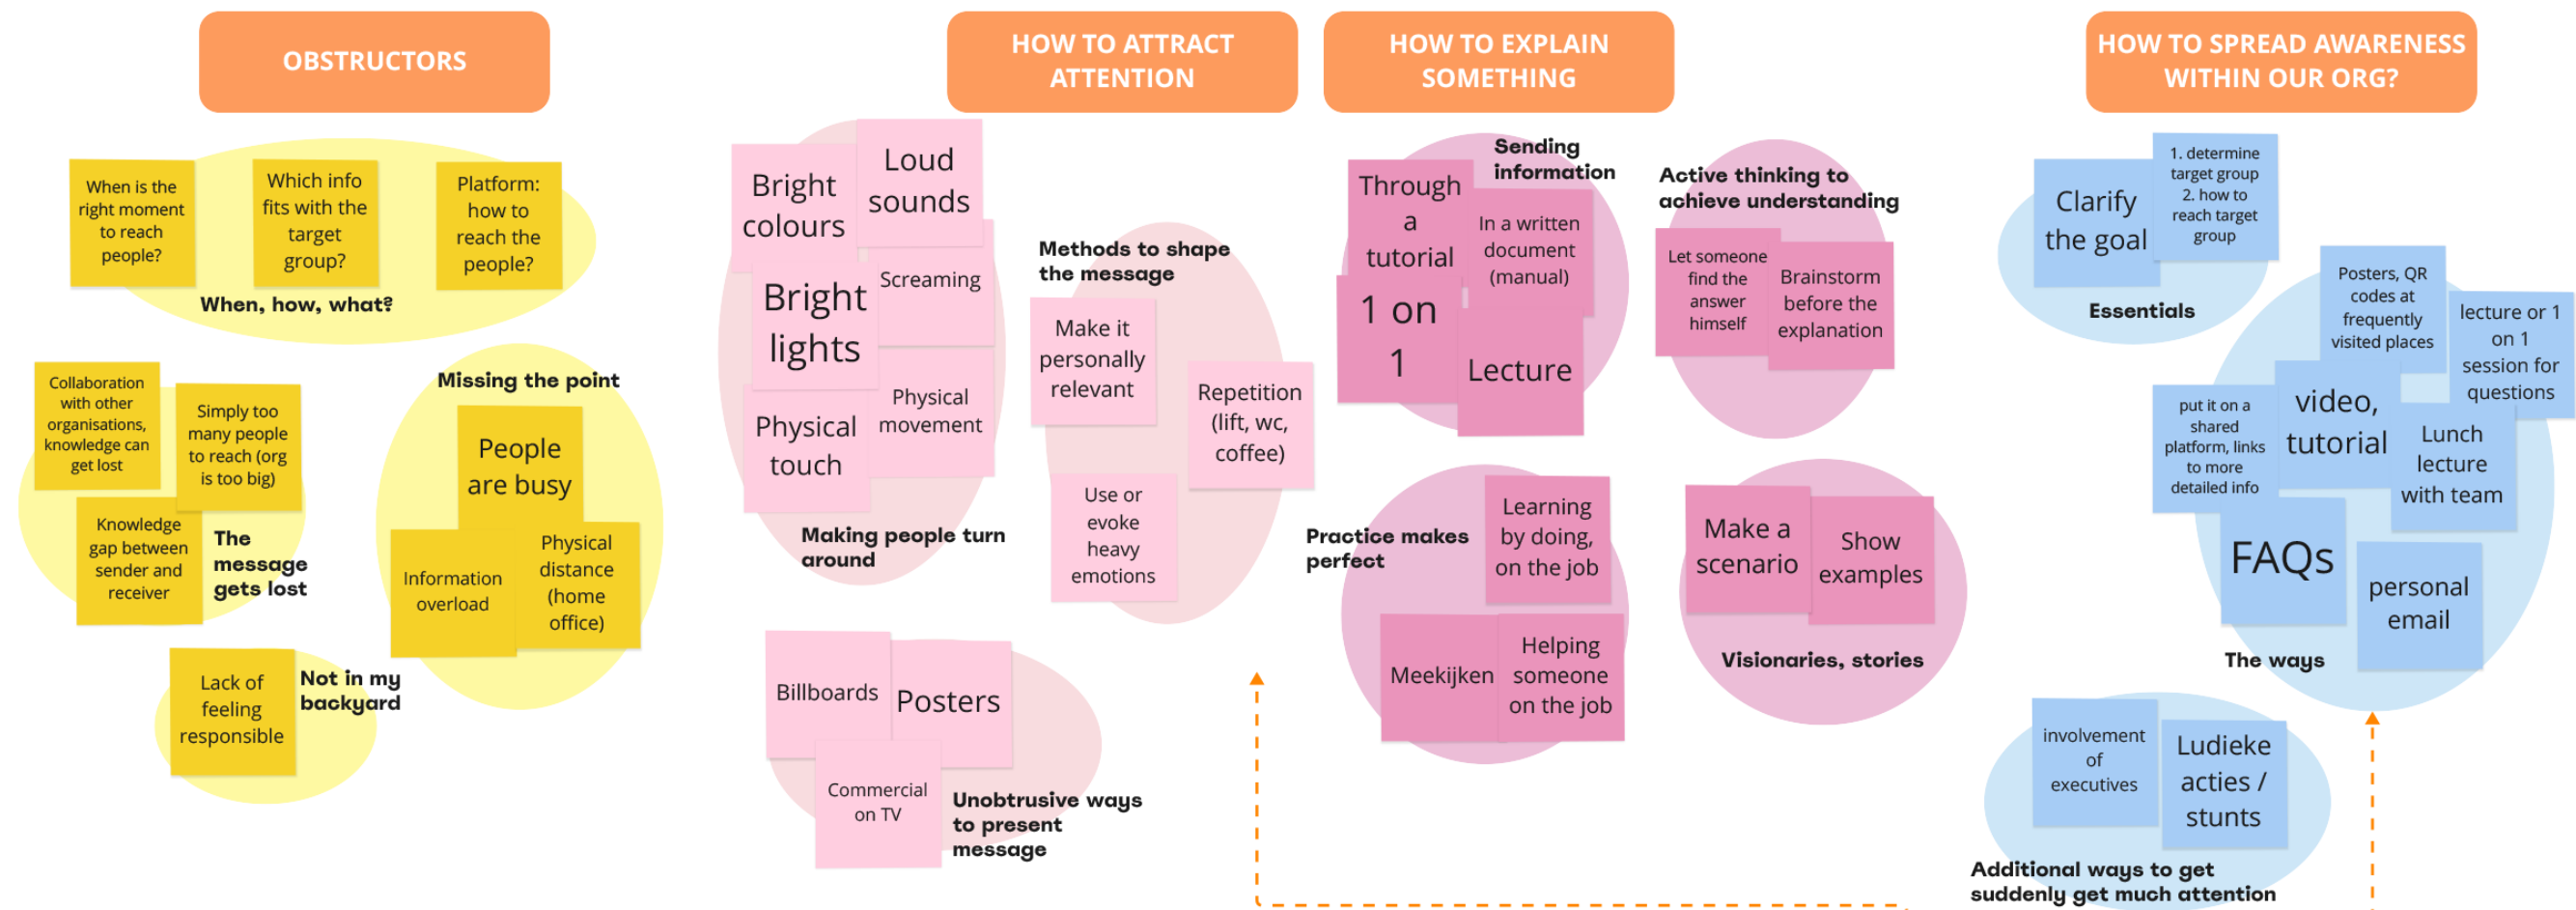 OBSTRUCTORS
When is the
right moment
to reach
people?
Which info
fits with the
target
group?
Platform:
how to
reach the
people?
When, how, what?
Collaboration
with other
organisations,
knowledge can
get lost
Simply too
many people
to reach (org
is too big)
Knowledge
gap between
sender and
receiver
The
message
gets lost
Missing the point
People
are busy
Information
overload
Physical
distance
(home
office)
Lack of
feeling
responsible
Not in my
backyard
HOW TO ATTRACT
ATTENTION
Bright
colours
Loud
sounds
Bright
lights
Screaming
Physical
touch
Physical
movement
Making people turn
around
Methods to shape
the message
Make it
personally
relevant
Repetition
(lift, wc,
coffee)
Use or
evoke
heavy
emotions
Billboards
Posters
Commercial
on TV
Unobtrusive ways
to present
message
HOW TO EXPLAIN
SOMETHING
Sending
information
Through
a
tutorial
In a written
document
(manual)
1 on
1
Lecture
Active thinking to
achieve understanding
Let someone
find the
answer
himself
Brainstorm
before the
explanation
Practice makes
perfect
Learning
by doing,
on the job
Meekijken
Helping
someone
on the job
Make a
scenario
Show
examples
Visionaries, stories
HOW TO SPREAD AWARENESS
WITHIN OUR ORG?
Clarify
the goal
1. determine
target group
2. how to
reach target
group
Essentials
Posters, QR
codes at
frequently
visited places
lecture or 1
on 1
session for
questions
put it on a
shared
platform, links
to more
detailed info
video,
tutorial
Lunch
lecture
with team
FAQs
personal
email
The ways
involvement
of
executives
Ludieke
acties /
stunts
Additional ways to get
suddenly get much attention